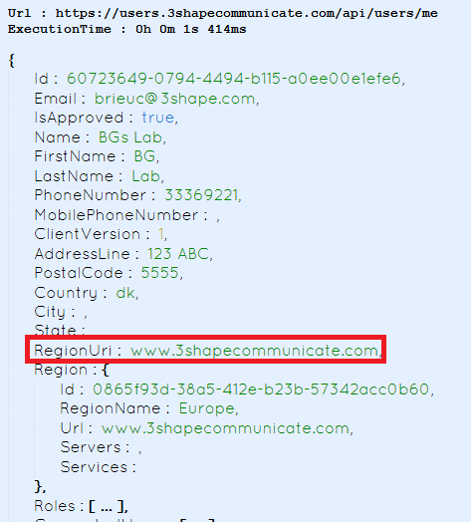 Url : https://users.3shapecommunicate.com/api/users/me
ExecutionTime : 0h 0m 1s 414ms
{
Id : 60723649-0794-4494-b115-a0ee00e1efe6,
Email : brieuc@3shape.com,
IsApproved : true,
Name : BGs Lab,
FirstName : BG,
LastName : Lab,
PhoneNumber : 33369221,
MobilePhoneNumber : ,
ClientVersion : 1,
AddressLine : 123 ABC,
PostalCode : 5555,
Country : dk,
City : ,
State :
RegionUri : www.3shapecommunicate.com,
Region : {
Id : 0865f93d-38a5-412e-b23b-57342acc0b60,
RegionName : Europe,
Url : www.3shapecommunicate.com,
Servers : ,
Services :
},
Roles : [ ... ],